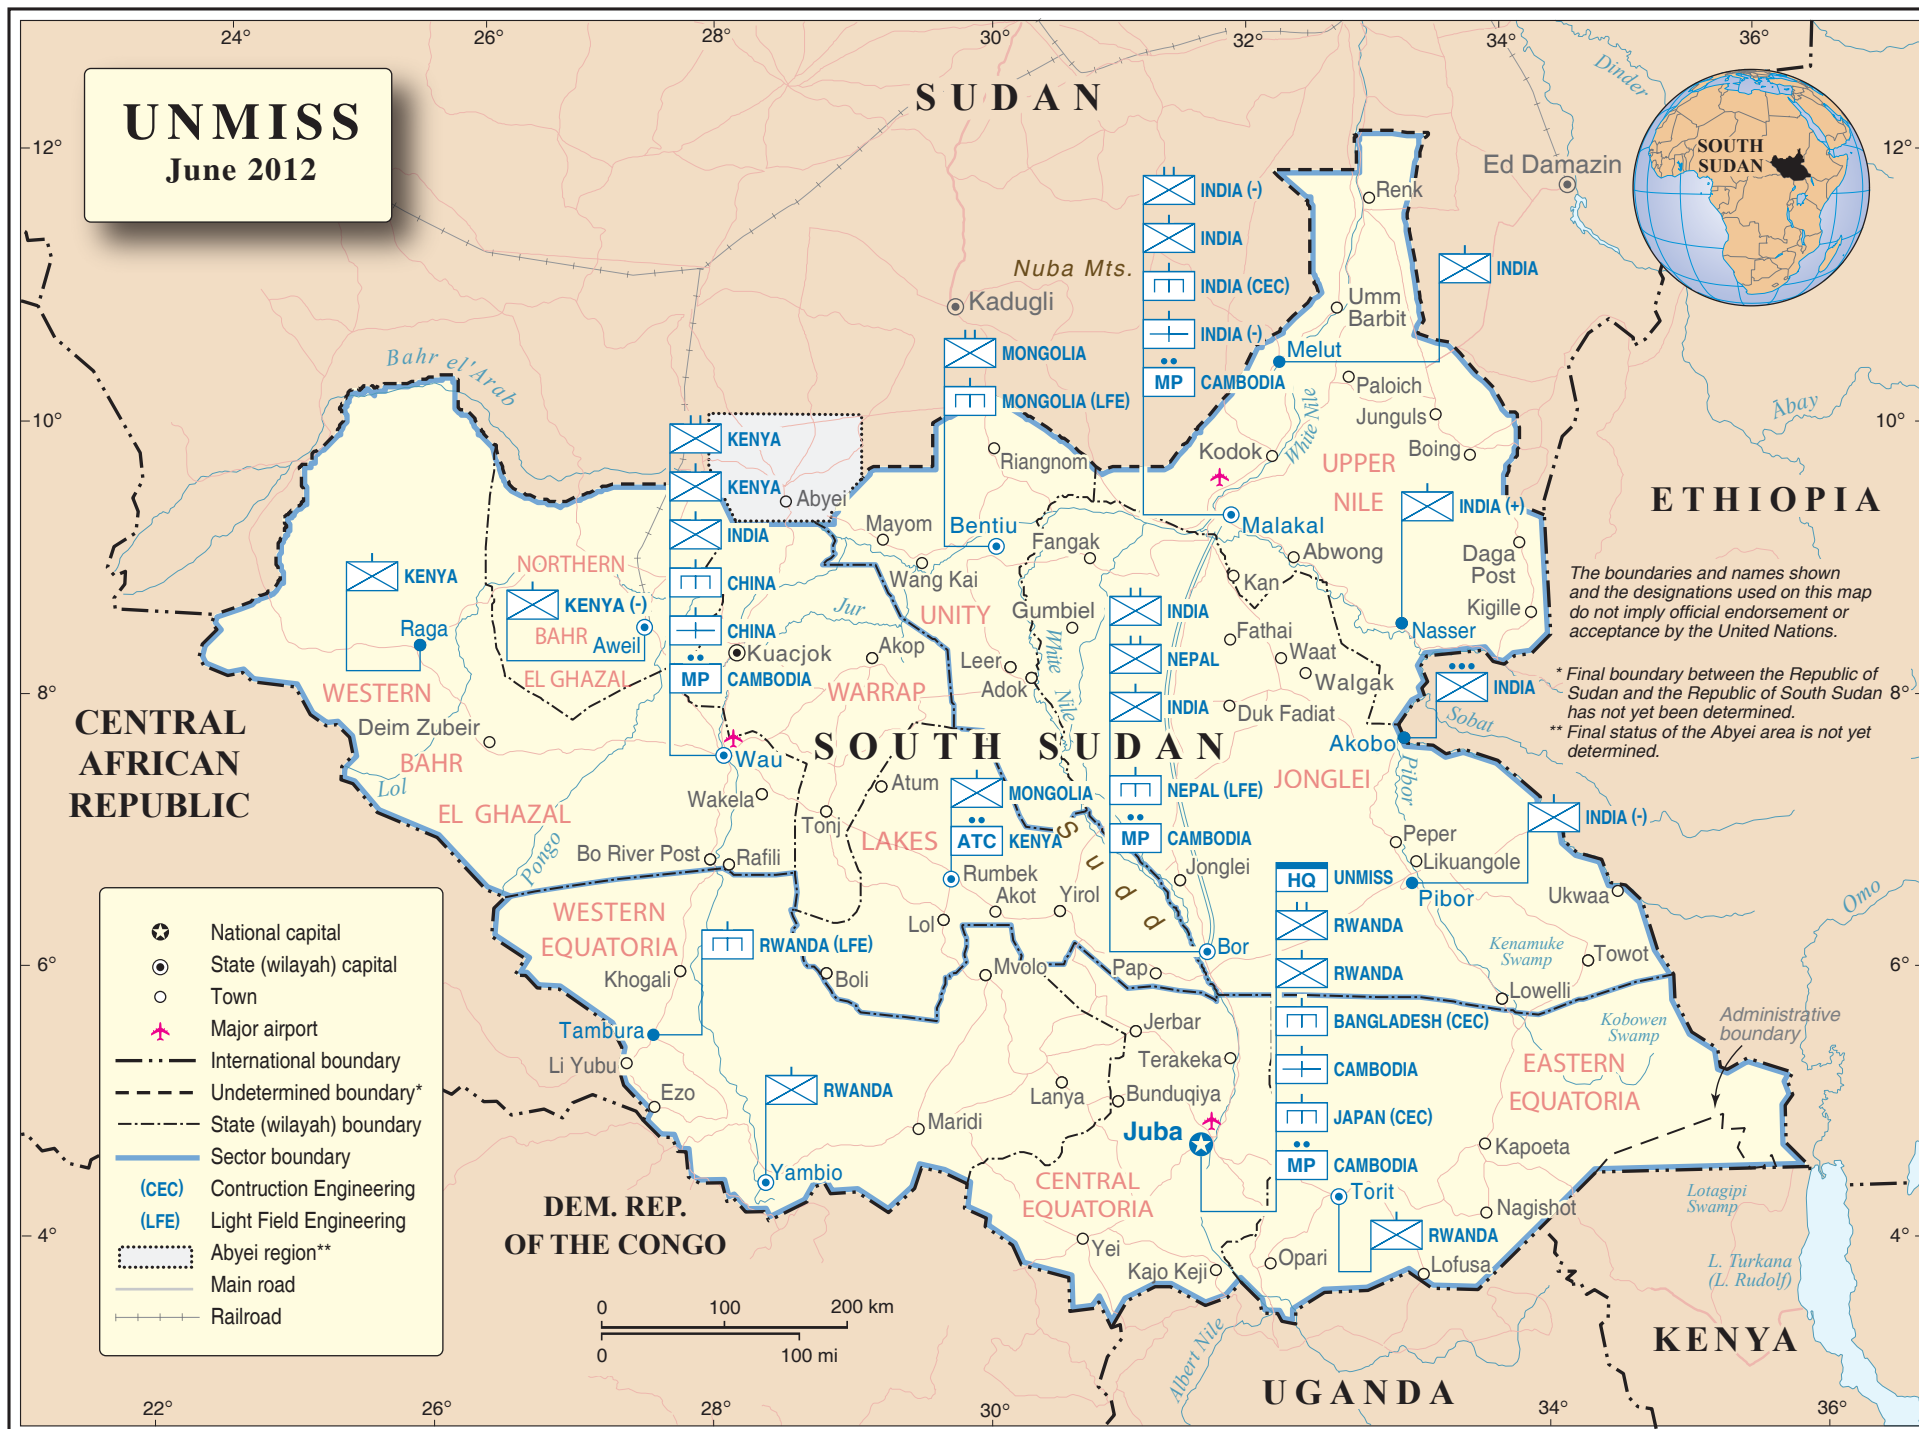 24°
26°
28°
30°
32°
34°
36°
UNMISS
June 2012
SUDAN
Dinder
12°
12°
SOUTH
SUDAN
Ed Damazin
Renk
INDIA (-)
INDIA
INDIA (CEC)
INDIA (-)
MP CAMBODIA
INDIA
Nuba Mts.
Kadugli
Umm
Barbit
Melut
MONGOLIA
MONGOLIA (LFE)
Bahr el'Arab
Paloich
Junguls
Boing
White Nile
Abay
10°
10°
KENYA
KENYA
INDIA
CHINA
CHINA
MP CAMBODIA
Abyei
Riangnom
Kodok
UPPER
NILE
INDIA (+)
ETHIOPIA
Mayom
Bentiu
Fangak
Malakal
Abwong
Daga
Post
Wang Kai
Kan
Kigille
The boundaries and names shown
and the designations used on this map
do not imply official endorsement or
acceptance by the United Nations.
NORTHERN
BAHR
EL GHAZAL
KENYA
Raga
KENYA (-)
Aweil
Jur
UNITY
Gumbiel
White Nile
INDIA
NEPAL
INDIA
NEPAL (LFE)
MP CAMBODIA
Fathai
Waat
Walgak
Nasser
Kuacjok
Akop
Leer
Adok
Duk Fadiat
INDIA
Sobat
Akobo
* Final boundary between the Republic of
Sudan and the Republic of South Sudan
has not yet been determined.
** Final status of the Abyei area is not yet
determined.
8°
8°
WESTERN
BAHR
EL GHAZAL
WARRAP
CENTRAL
AFRICAN
REPUBLIC
Deim Zubeir
Lol
Wau
SOUTH SUDAN
JONGLEI
Pibor
Wakela
Atum
Tonj
MONGOLIA
ATC KENYA
LAKES
Sudd
INDIA (-)
Peper
Likuangole
Pibor
Ukwaa
Omo
Bo River Post
Rafili
Pongo
Rumbek
Akot
Yirol
Lol
Jonglei
HQ UNMISS
RWANDA
RWANDA
BANGLADESH (CEC)
CAMBODIA
JAPAN (CEC)
MP CAMBODIA
WESTERN
EQUATORIA
RWANDA (LFE)
Khogali
Boli
Mvolo
Pap
Bor
Kenamuke
Swamp
Towot
Lowelli
6°
6°
National capital
State (wilayah) capital
Town
Major airport
International boundary
Undetermined boundary*
State (wilayah) boundary
Sector boundary
(CEC) Contruction Engineering
(LFE) Light Field Engineering
Abyei region**
Main road
Railroad
Tambura
Li Yubu
Ezo
RWANDA
Jerbar
Terakeka
Lanya
Bunduqiya
Maridi
Juba
Kobowen
Swamp
Administrative
boundary
EASTERN
EQUATORIA
Kapoeta
Yambio
CENTRAL
EQUATORIA
Torit
RWANDA
Nagishot
Lotagipi
Swamp
DEM. REP.
OF THE CONGO
Yei
Kajo Keji
Opari
Lofusa
L. Turkana
(L. Rudolf)
4°
4°
0 100 200 km
0 100 mi
Albert Nile
UGANDA
KENYA
22°
26°
28°
30°
34°
36°